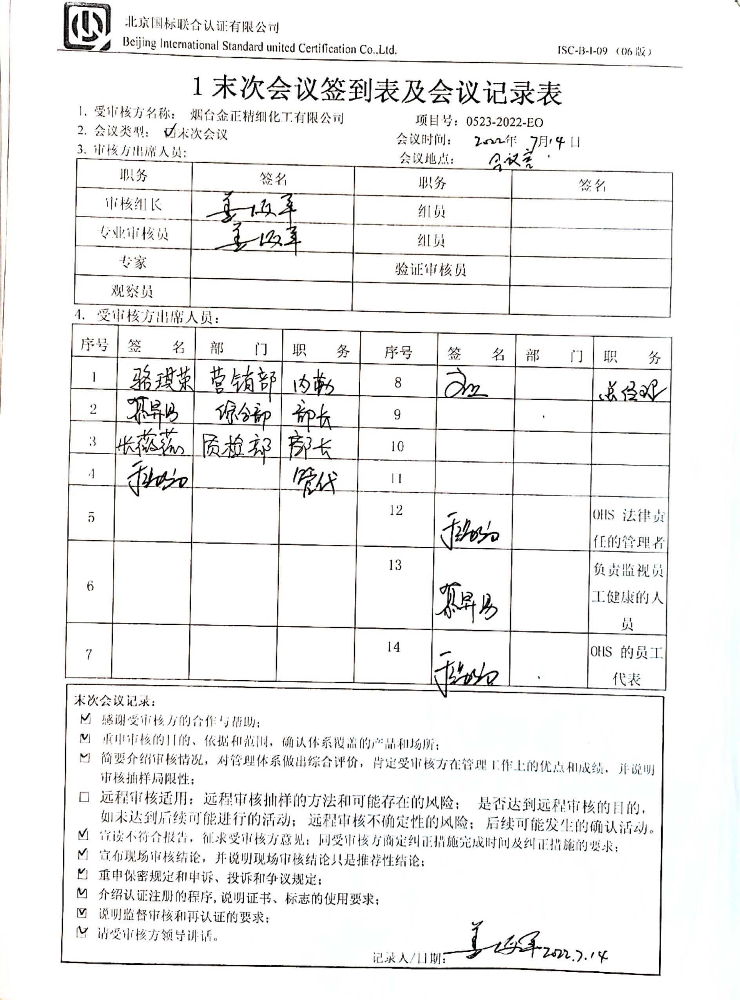 北京国标联合认证有限公司
Beijing International Standard united Certification Co.,Ltd.
ISC-B-I-09 （06 版）
1 末次会议签到表及会议记录表
1. 受审核方名称： 烟台金正精细化工有限公司 项目号：0523-2022-EO
2. 会议类型： ☑末次会议 会议时间： 2022年 7月14日
3. 审核方出席人员： 会议地点： 会议室
职务 签名 职务 签名
审核组长 姜海军 组员
专业审核员 姜海军 组员
专家 验证审核员
观察员
4. 受审核方出席人员：
序号 签 名 部 门 职 务 序号 签 名 部 门 职 务
1 骆琪荣 营销部 内勤 8 总经理
2 慕昇易 综合部 部长 9
3 张薇薇 质检部 部长 10
4 管代 11
5 12 OHS 法律责
任的管理者
6 13 慕昇易 负责监视员
工健康的人
员
7 14 OHS 的员工
代表
末次会议记录：
☑ 感谢受审核方的合作与帮助；
☑ 重申审核的目的、依据和范围，确认体系覆盖的产品和场所；
☑ 简要介绍审核情况，对管理体系做出综合评价，肯定受审核方在管理工作上的优点和成绩，并说明
审核抽样局限性；
□ 远程审核适用：远程审核抽样的方法和可能存在的风险； 是否达到远程审核的目的，
如未达到后续可能进行的活动；远程审核不确定性的风险；后续可能发生的确认活动。
☑ 宣读不符合报告，征求受审核方意见；同受审核方商定纠正措施完成时间及纠正措施的要求；
☑ 宣布现场审核结论，并说明现场审核结论只是推荐性结论；
☑ 重申保密规定和申诉、投诉和争议规定；
☑ 介绍认证注册的程序,说明证书、标志的使用要求；
☑ 说明监督审核和再认证的要求；
☑ 请受审核方领导讲话。
记录人/日期： 姜海军 2022.7.14